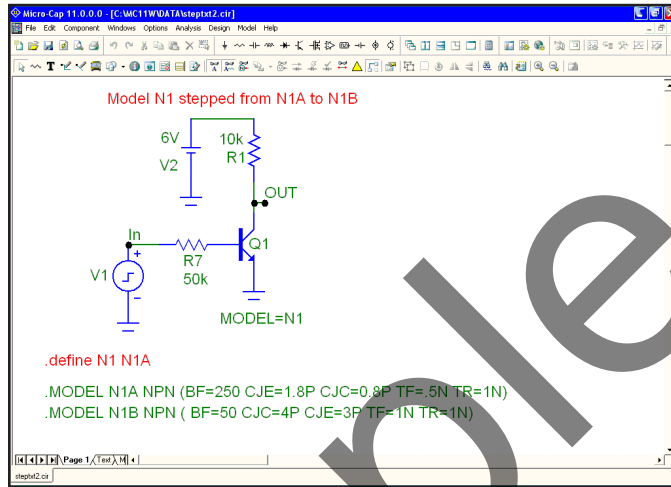 Micro-Cap 11.0.0.0 - [C:\MC11W\DATA\steptxt2.cir]
File Edit Component Windows Options Analysis Design Model Help
Model N1 stepped from N1A to N1B
6V
V2
10k
R1
OUT
In
Q1
R7
50k
V1
MODEL=N1
.define N1 N1A
.MODEL N1A NPN (BF=250 CJE=1.8P CJC=0.8P TF=.5N TR=1N)
.MODEL N1B NPN ( BF=50 CJC=4P CJE=3P TF=1N TR=1N)
Page 1 Text M
steptxt2.cir